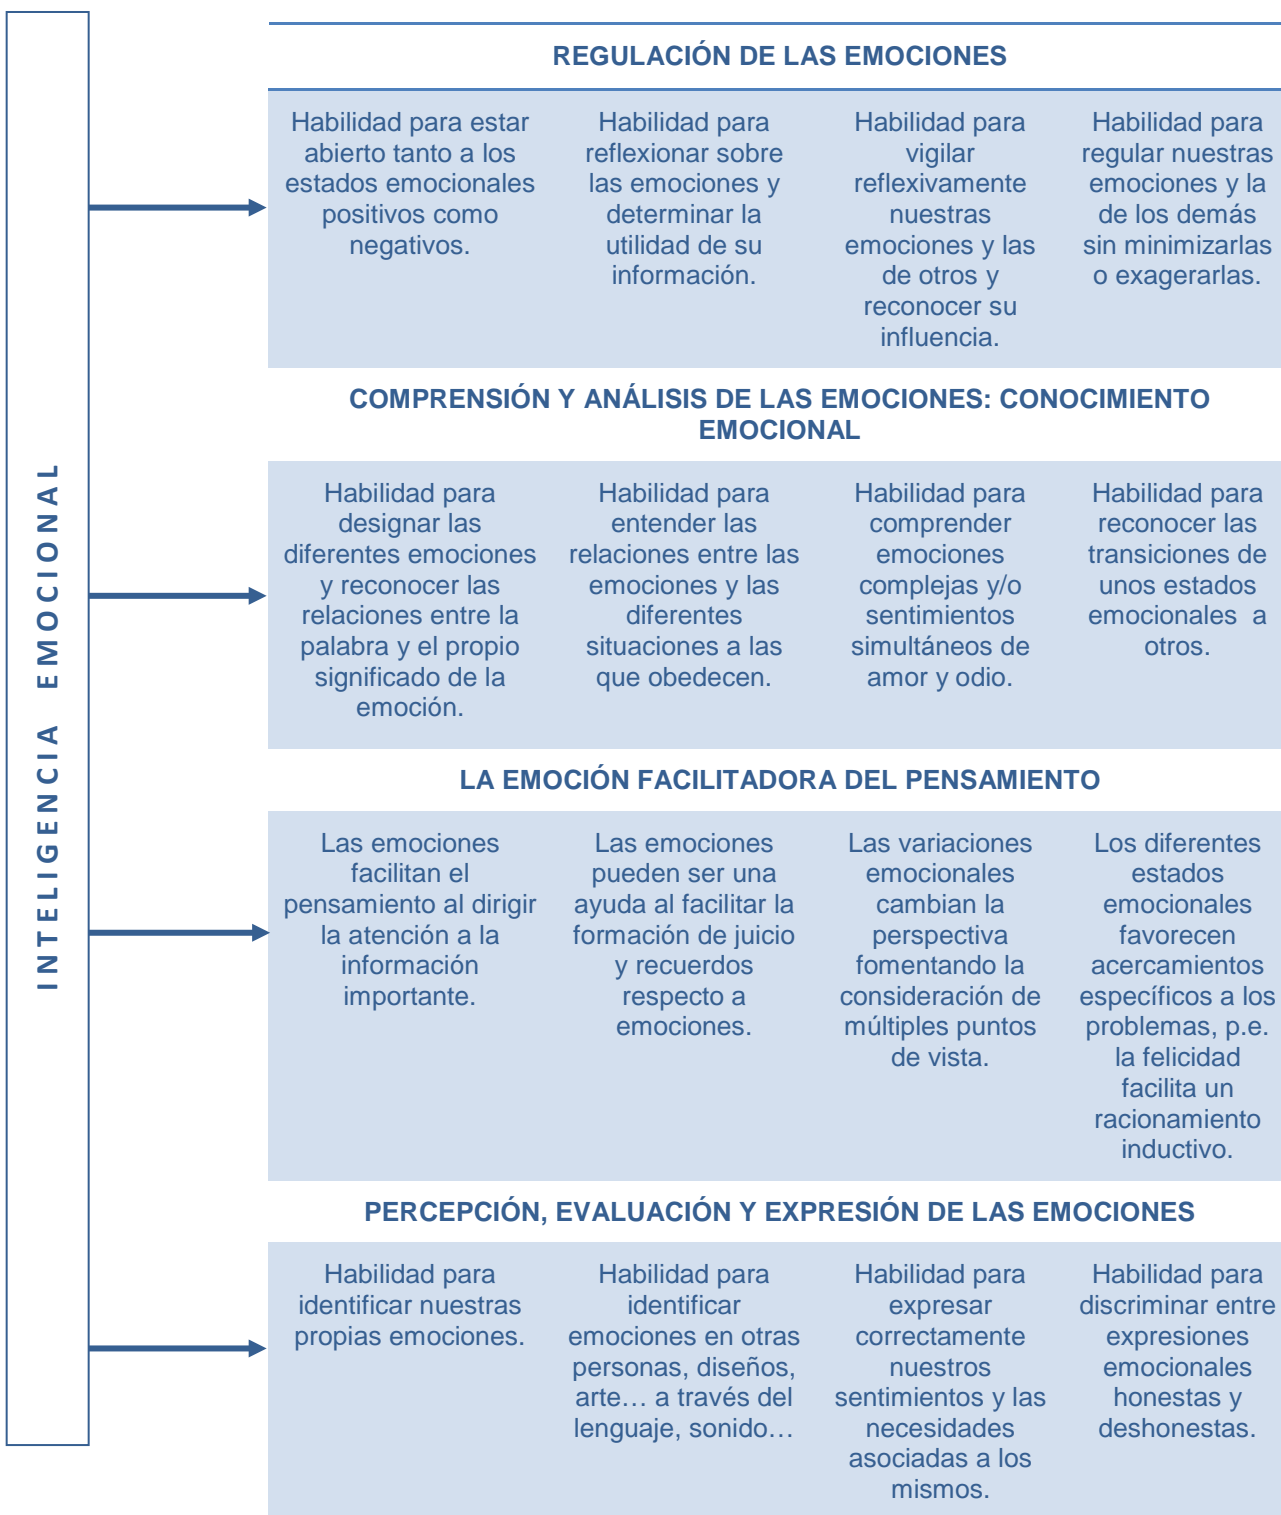 INTELIGENCIA EMOCIONAL
REGULACIÓN DE LAS EMOCIONES
Habilidad para estar
abierto tanto a los
estados emocionales
positivos como
negativos.
Habilidad para
reflexionar sobre
las emociones y
determinar la
utilidad de su
información.
Habilidad para
vigilar
reflexivamente
nuestras
emociones y las
de otros y
reconocer su
influencia.
Habilidad para
regular nuestras
emociones y la
de los demás
sin minimizarlas
o exagerarlas.
COMPRENSIÓN Y ANÁLISIS DE LAS EMOCIONES: CONOCIMIENTO
EMOCIONAL
Habilidad para
designar las
diferentes emociones
y reconocer las
relaciones entre la
palabra y el propio
significado de la
emoción.
Habilidad para
entender las
relaciones entre las
emociones y las
diferentes
situaciones a las
que obedecen.
Habilidad para
comprender
emociones
complejas y/o
sentimientos
simultáneos de
amor y odio.
Habilidad para
reconocer las
transiciones de
unos estados
emocionales a
otros.
LA EMOCIÓN FACILITADORA DEL PENSAMIENTO
Las emociones
facilitan el
pensamiento al dirigir
la atención a la
información
importante.
Las emociones
pueden ser una
ayuda al facilitar la
formación de juicio
y recuerdos
respecto a
emociones.
Las variaciones
emocionales
cambian la
perspectiva
fomentando la
consideración de
múltiples puntos
de vista.
Los diferentes
estados
emocionales
favorecen
acercamientos
específicos a los
problemas, p.e.
la felicidad
facilita un
racionamiento
inductivo.
PERCEPCIÓN, EVALUACIÓN Y EXPRESIÓN DE LAS EMOCIONES
Habilidad para
identificar nuestras
propias emociones.
Habilidad para
identificar
emociones en otras
personas, diseños,
arte… a través del
lenguaje, sonido…
Habilidad para
expresar
correctamente
nuestros
sentimientos y las
necesidades
asociadas a los
mismos.
Habilidad para
discriminar entre
expresiones
emocionales
honestas y
deshonestas.